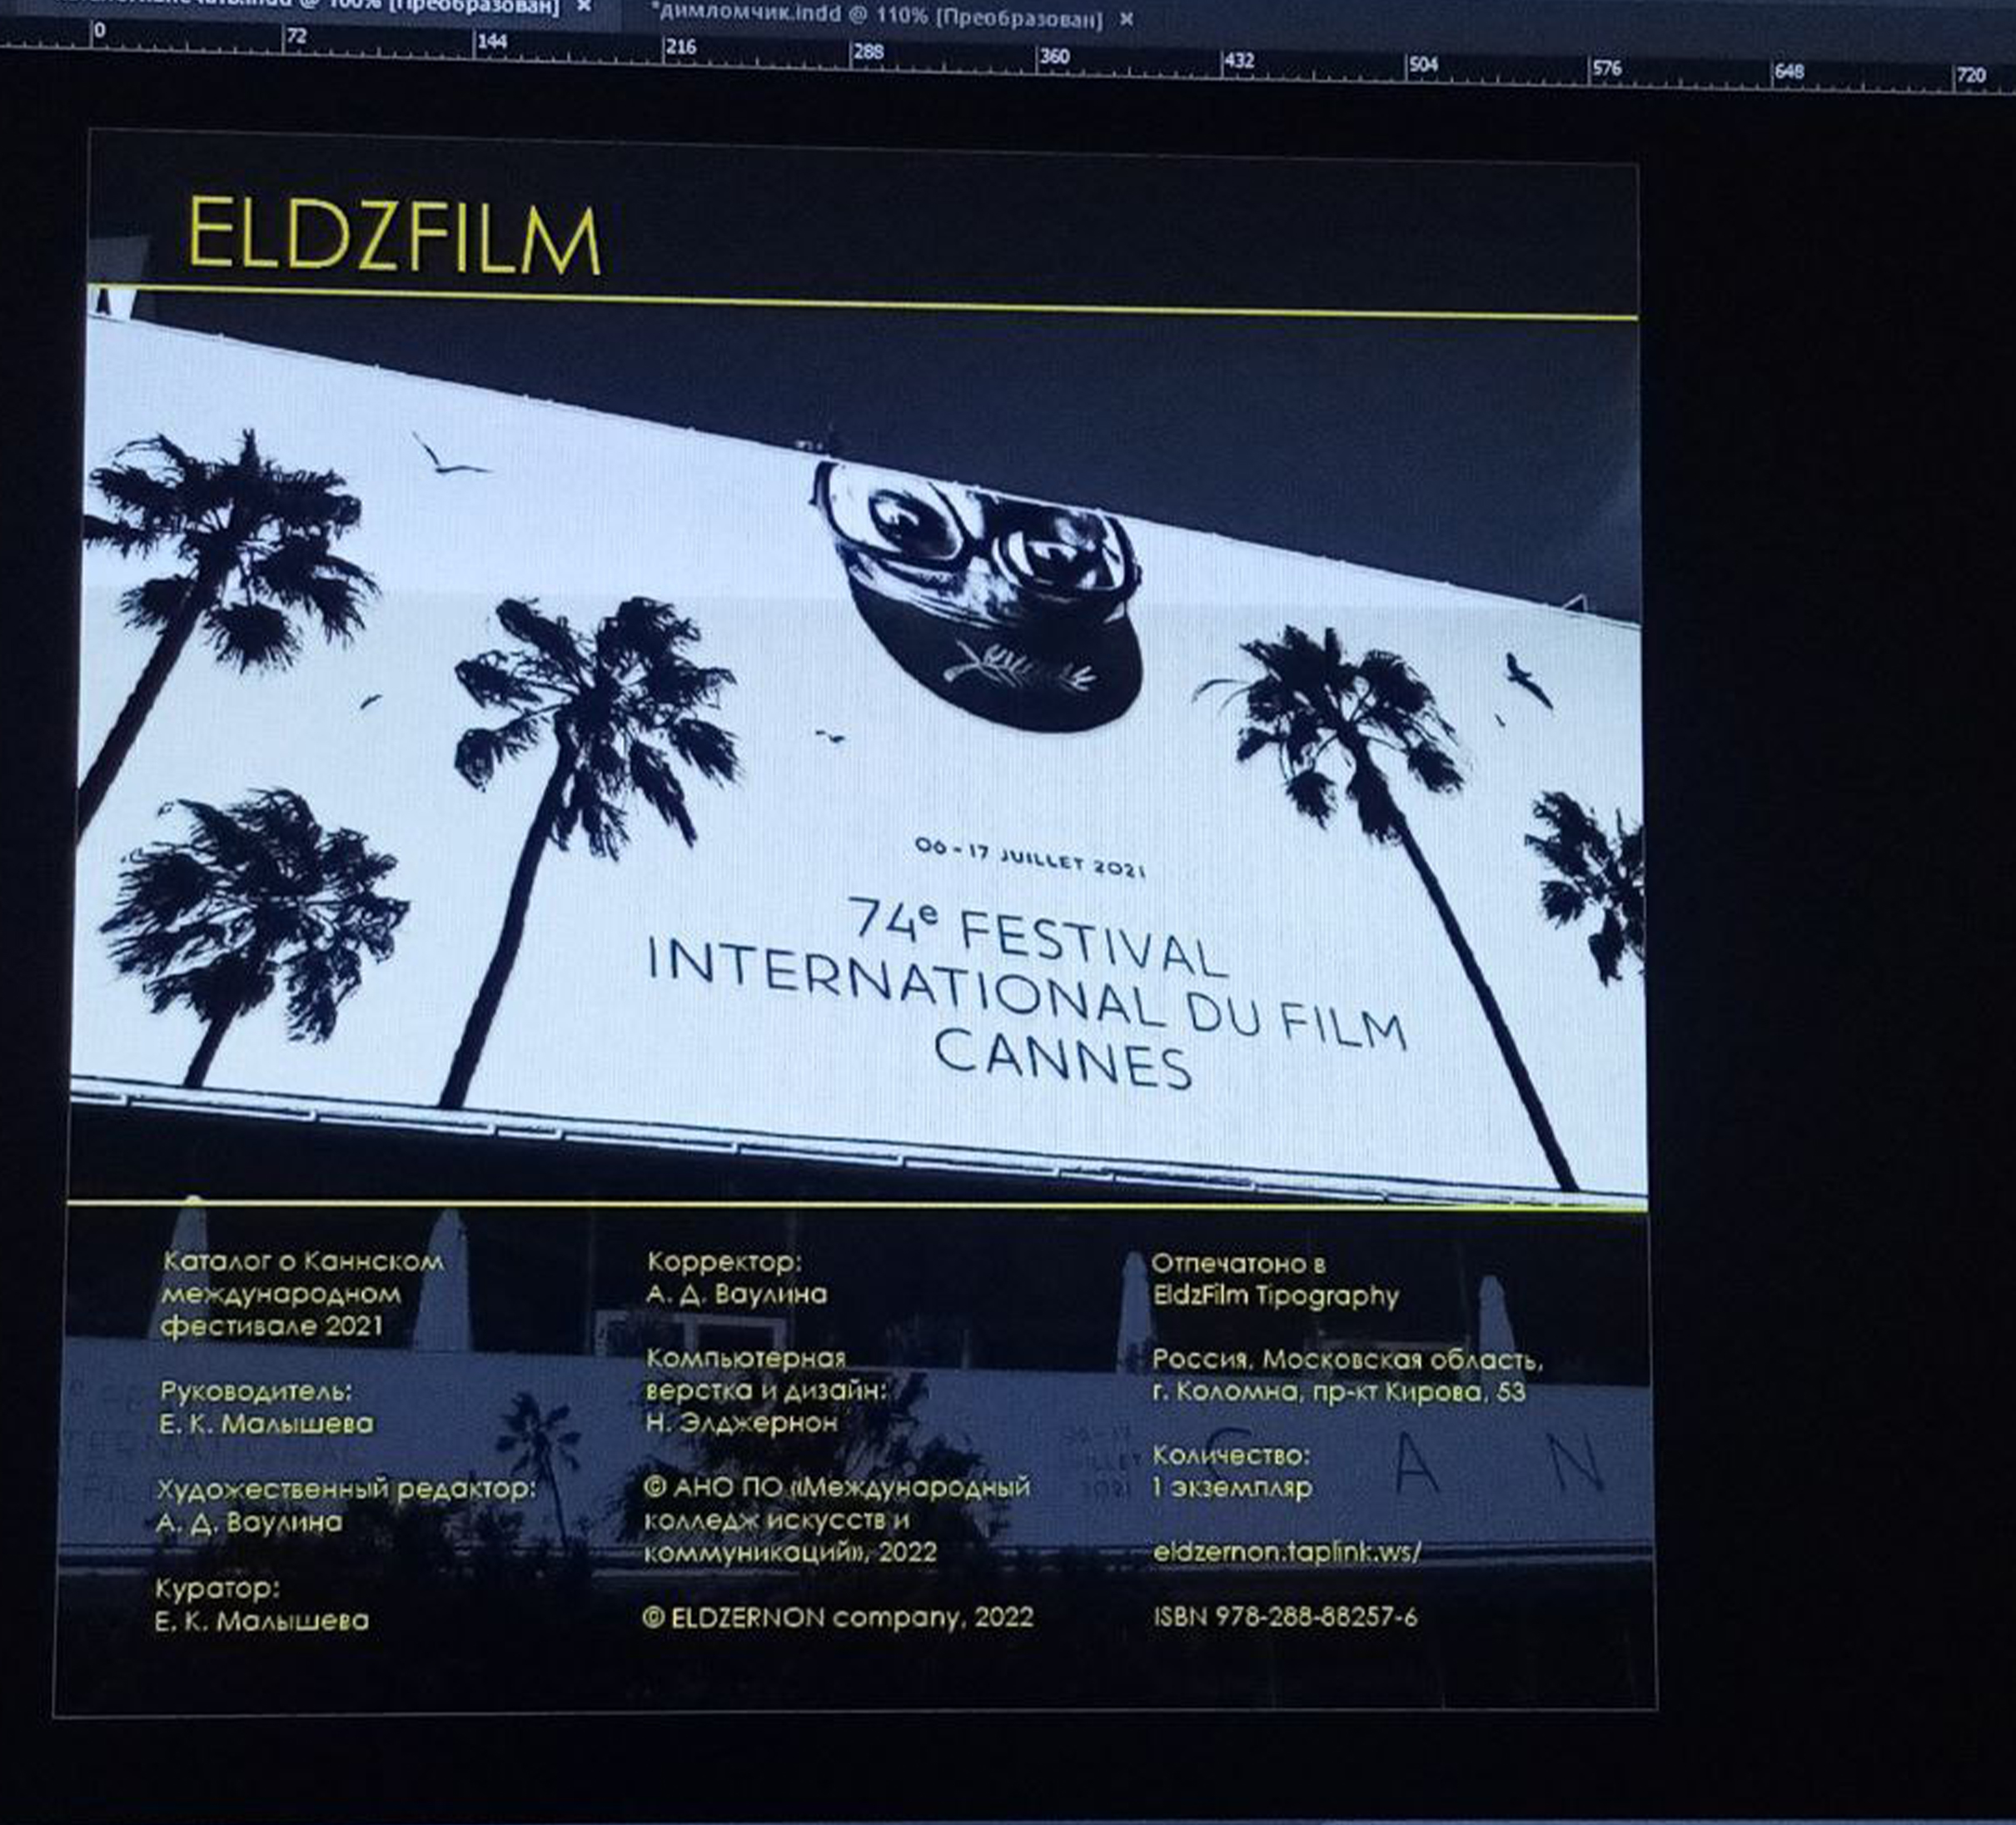 [Преобразован] ×
*димломчик.indd @ 110% [Преобразован] ×
0 72 144 216 288 360 432 504 576 648 720
ELDZFILM
A
06-17 JUILLET 2021
74e FESTIVAL
INTERNATIONAL DU FILM
CANNES
Каталог о Каннском
международном
фестивале 2021
Руководитель:
Е. К. Малышева
Художественный редактор:
А. Д. Ваулина
Куратор:
Е. К. Малышева
Корректор:
А. Д. Ваулина
Компьютерная
верстка и дизайн:
Н. Элджернон
© АНО ПО «Международный
колледж искусств и
коммуникаций», 2022
© ELDZERNON company, 2022
Отпечатоно в
EldzFilm Tipography
Россия, Московская область,
г. Коломна, пр-кт Кирова, 53
Количество:
1 экземпляр
eldzernon.taplink.ws/
ISBN 978-288-88257-6
C A N